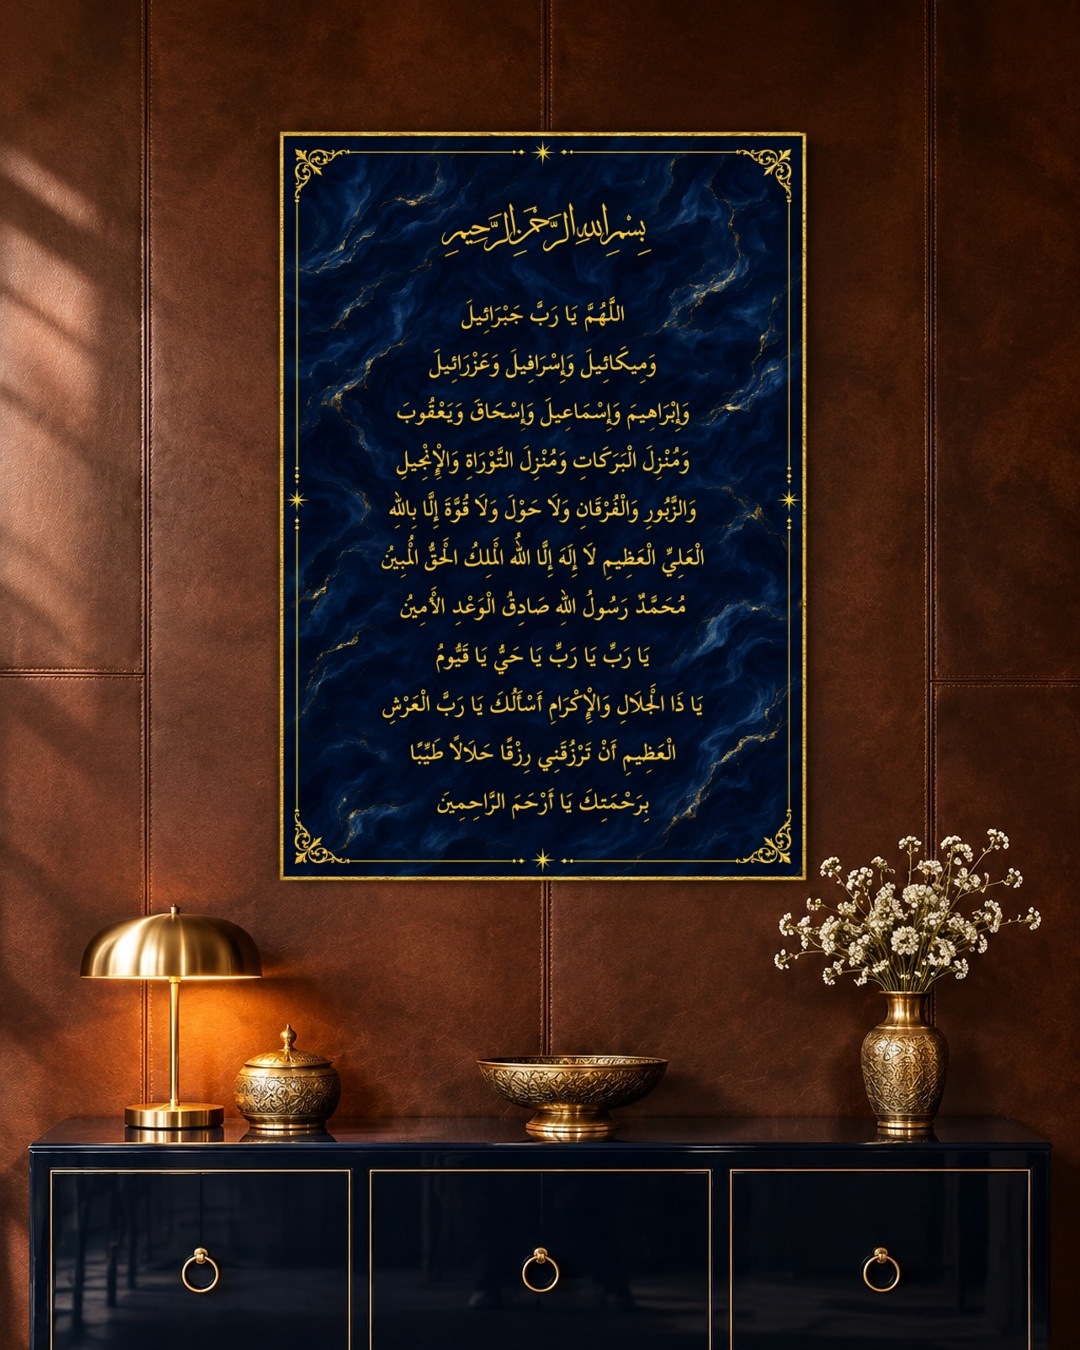 بِسْمِ اللهِ الرَّحْمٰنِ الرَّحِيمِ
اللَّهُمَّ يَا رَبَّ جَبْرَائِيلَ
وَمِيكَائِيلَ وَإِسْرَافِيلَ وَعَزْرَائِيلَ
وَإِبْرَاهِيمَ وَإِسْمَاعِيلَ وَإِسْحَاقَ وَيَعْقُوبَ
وَمُنْزِلَ الْبَرَكَاتِ وَمُنْزِلَ التَّوْرَاةِ وَالْإِنْجِيلِ
وَالزَّبُورِ وَالْفُرْقَانِ وَلَا حَوْلَ وَلَا قُوَّةَ إِلَّا بِاللهِ
الْعَلِيِّ الْعَظِيمِ لَا إِلَهَ إِلَّا اللهُ الْمَلِكُ الْحَقُّ الْمُبِينُ
مُحَمَّدٌ رَسُولُ اللهِ صَادِقُ الْوَعْدِ الأَمِينُ
يَا رَبِّ يَا رَبِّ يَا حَيُّ يَا قَيُّومُ
يَا ذَا الْجَلَالِ وَالْإِكْرَامِ أَسْأَلُكَ يَا رَبَّ الْعَرْشِ
الْعَظِيمِ أَنْ تَرْزُقَنِي رِزْقًا حَلَالًا طَيِّبًا
بِرَحْمَتِكَ يَا أَرْحَمَ الرَّاحِمِينَ